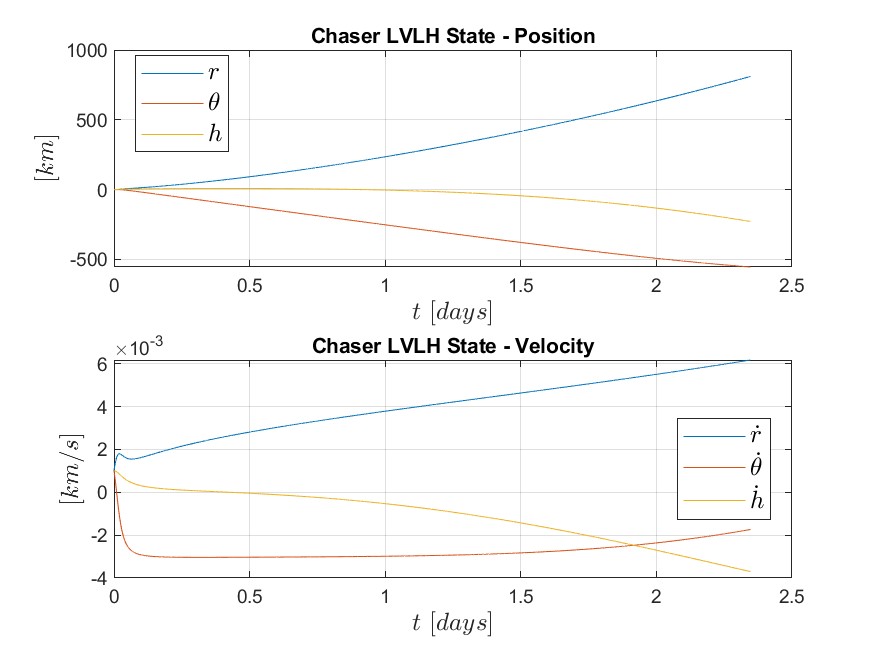 Chaser LVLH State - Position
1000
500
0
-500
[km]
r
θ
h
0 0.5 1 1.5 2 2.5
t [days]
Chaser LVLH State - Velocity
×10⁻³
6
4
2
0
-2
-4
[km/s]
ṙ
θ̇
ḣ
0 0.5 1 1.5 2 2.5
t [days]